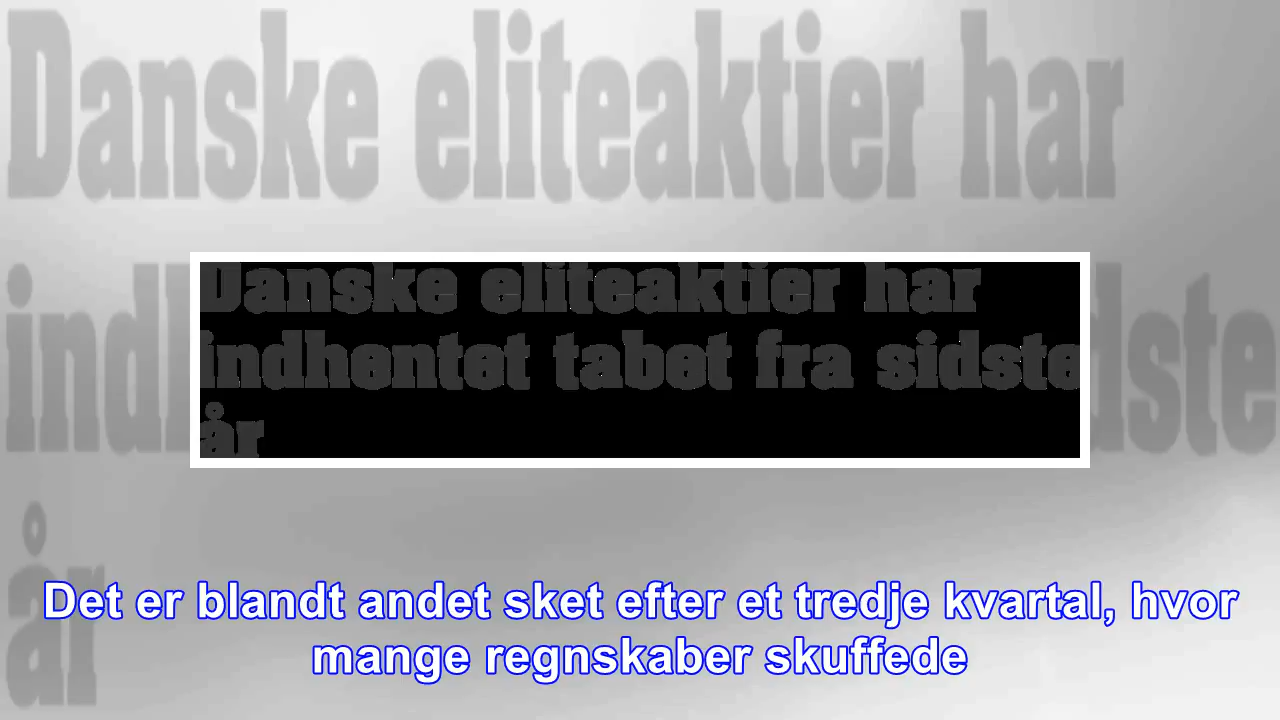 Danske eliteaktier har
indhentet tabet fra sidste
år
Danske eliteaktier har
indhentet tabet fra sidste
år
Det er blandt andet sket efter et tredje kvartal, hvor
mange regnskaber skuffede